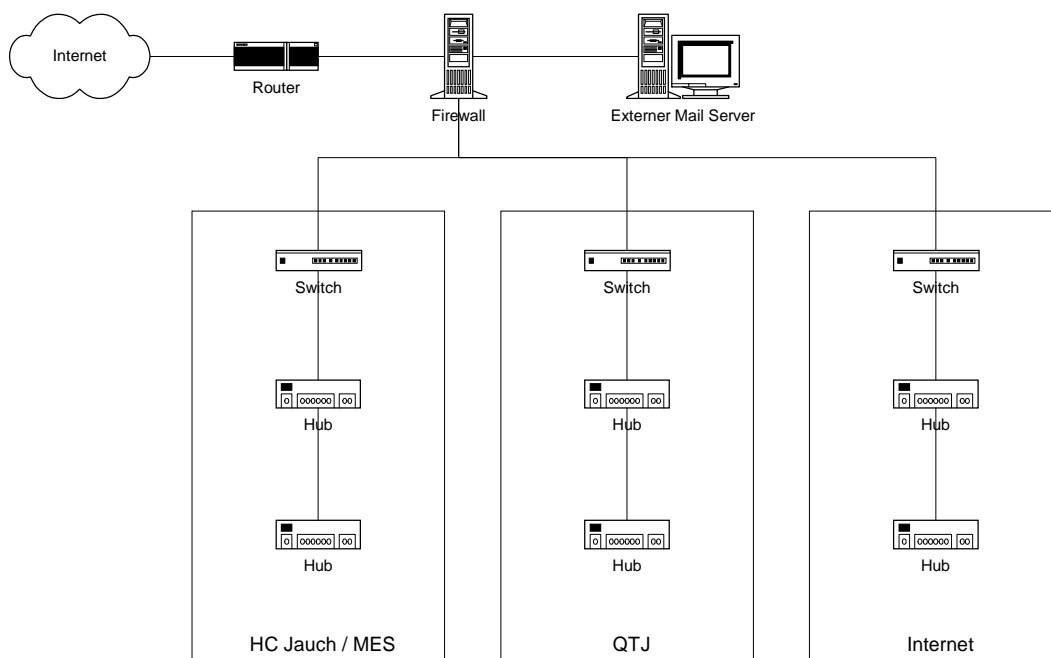 Internet
Router
Firewall
Externer Mail Server
Switch
Switch
Switch
Hub
Hub
Hub
Hub
Hub
Hub
HC Jauch / MES
QTJ
Internet